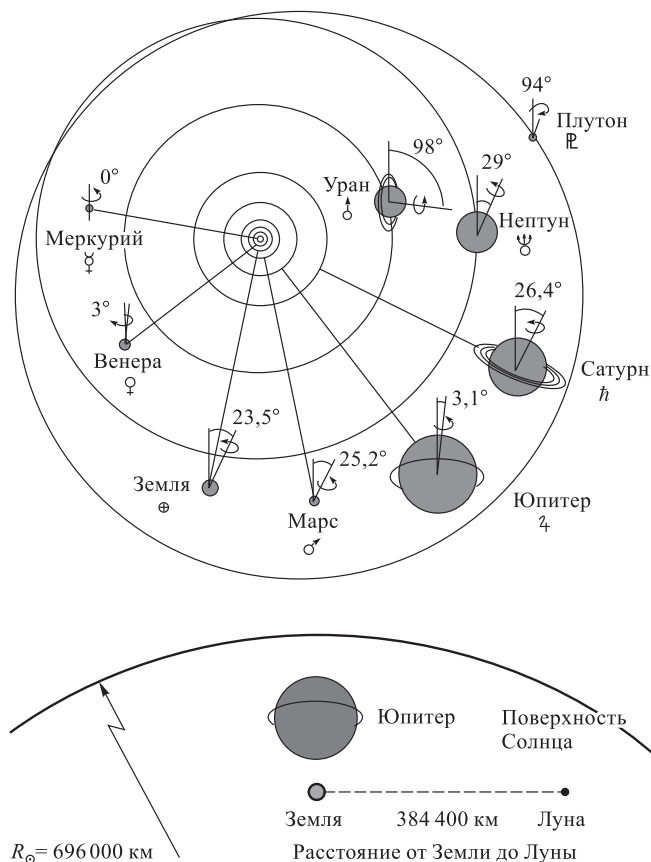 94°
Плутон
♇
98°
29°
0°
Уран
♅
Нептун
♆
Меркурий
☿
26,4°
3°
Венера
♀
Сатурн
ħ
3,1°
23,5°
25,2°
Земля
⊕
Марс
♂
Юпитер
♃
Юпитер
Поверхность
Солнца
Земля
384 400 км
Луна
R☉= 696 000 км
Расстояние от Земли до Луны